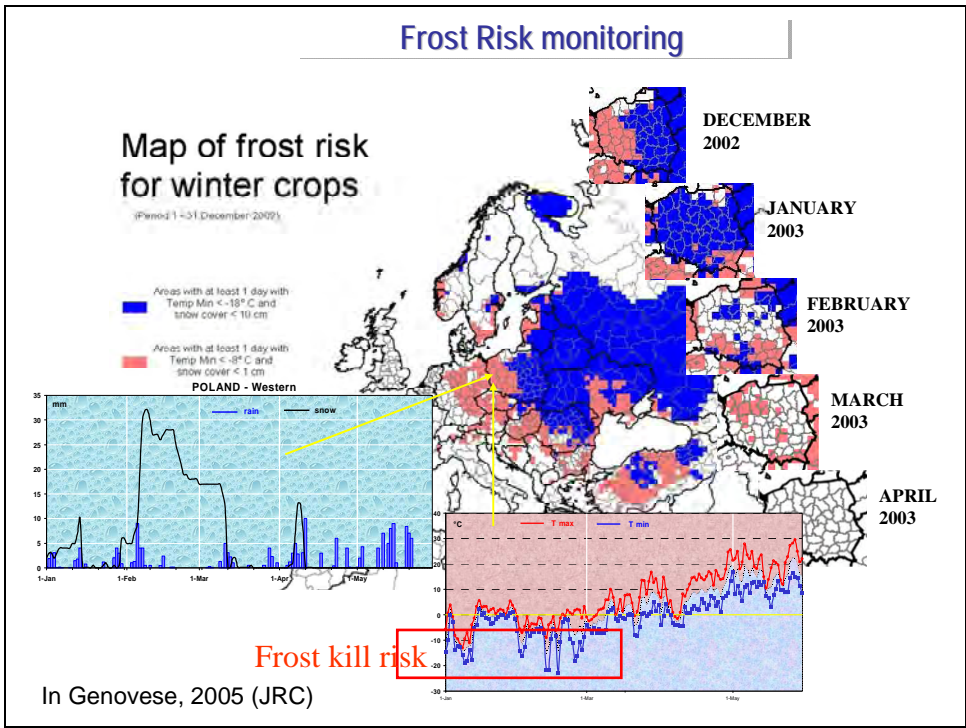 Frost Risk monitoring
Map of frost risk
for winter crops
(Period 1 - 31 December 2002)
Areas with at least 1 day with
Temp Min < -18° C and
snow cover < 10 cm
Areas with at least 1 day with
Temp Min < -8° C and
snow cover < 1 cm
DECEMBER
2002
JANUARY
2003
FEBRUARY
2003
MARCH
2003
APRIL
2003
POLAND - Western
mm
rain
snow
35
30
25
20
15
10
5
0
1-Jan
1-Feb
1-Mar
1-Apr
1-May
°C
T max
T min
40
30
20
10
0
-10
-20
-30
1-Jan
1-Mar
1-May
Frost kill risk
In Genovese, 2005 (JRC)